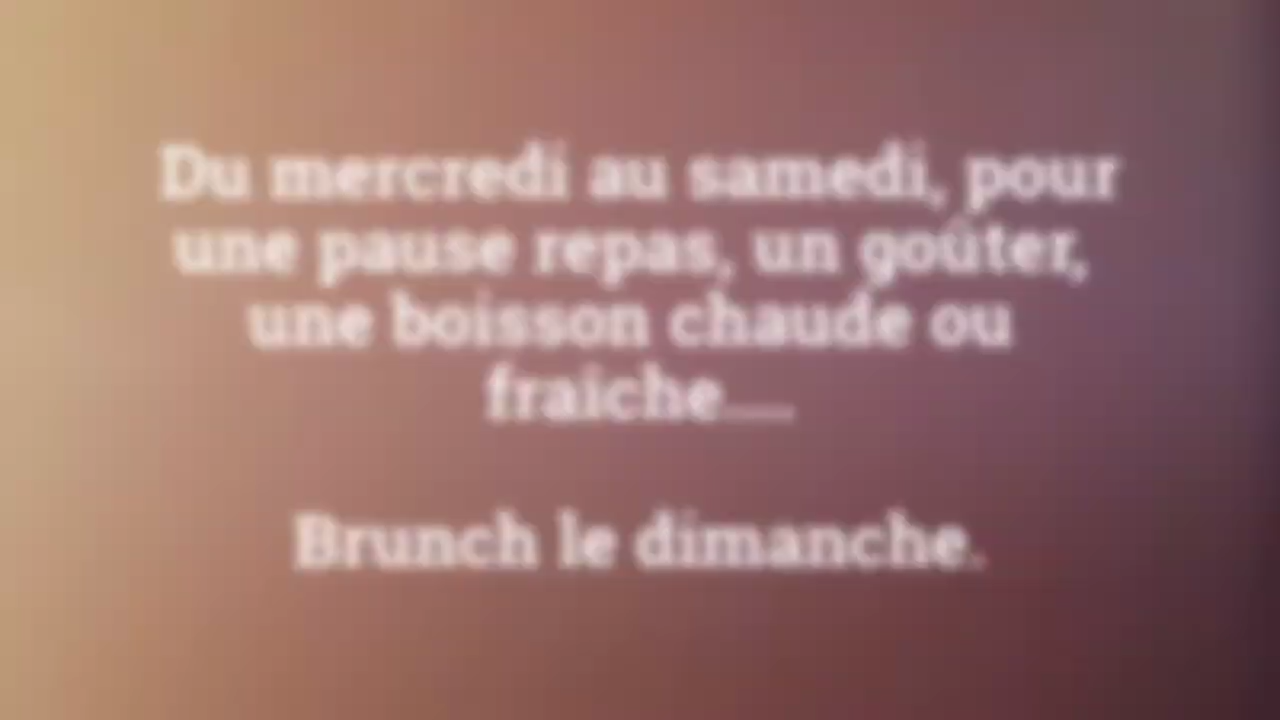 Du mercredi au samedi, pour
une pause repas, un goûter,
une boisson chaude ou
fraiche....
Brunch le dimanche.